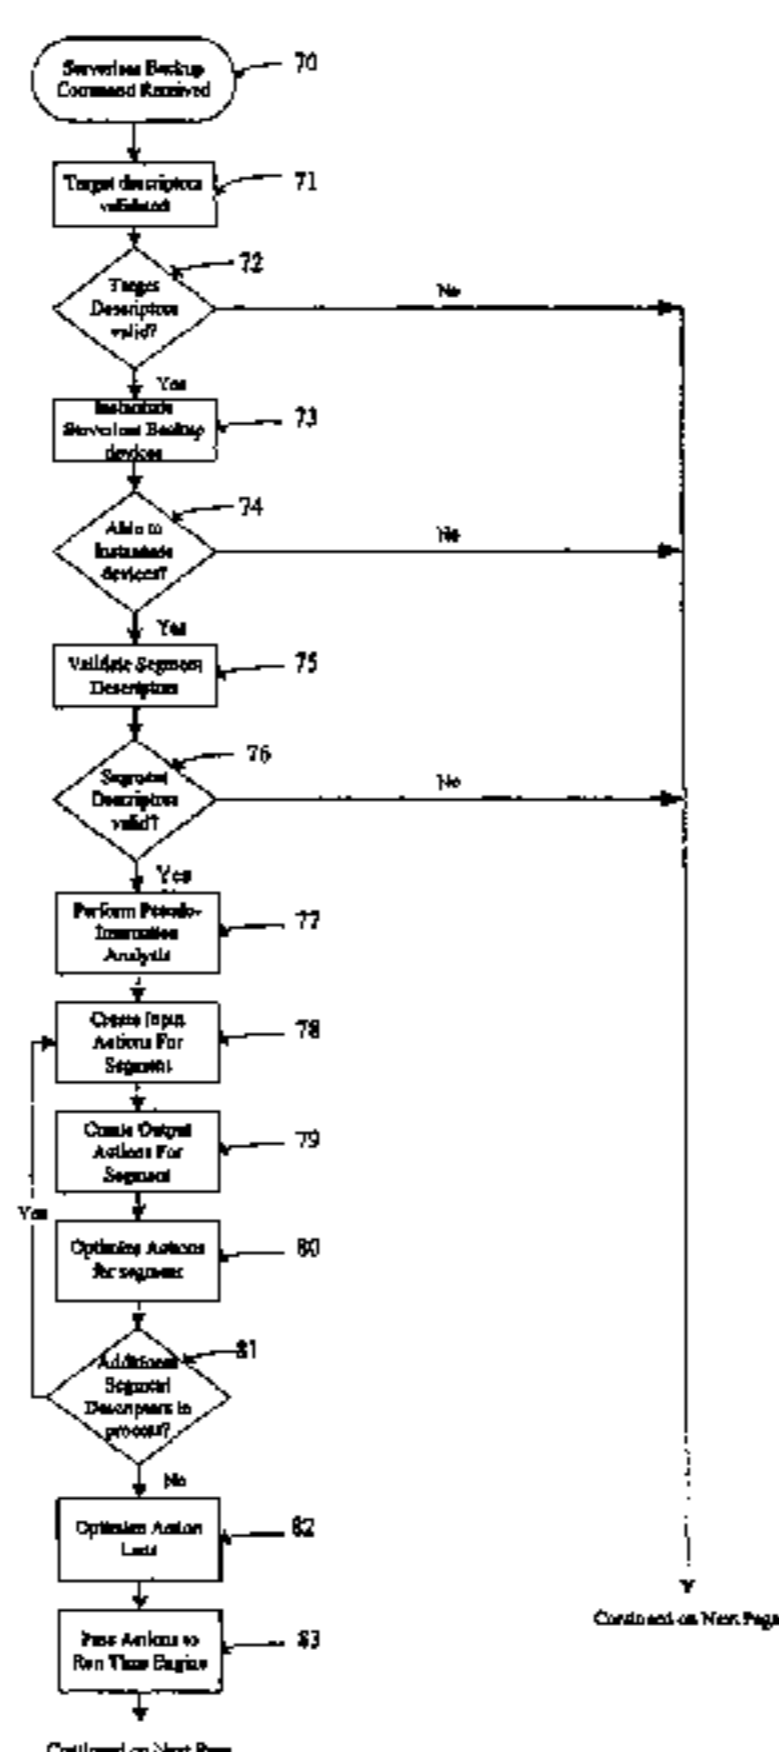 Serverless Backup
Command Received
70
Target descriptors
validated
71
72
Target
Descriptors
valid?
No
Yes
Instantiate
Serverless Backup
devices
73
74
Able to
Instantiate
devices?
No
Yes
Validate Segment
Descriptors
75
76
Segment
Descriptors
valid?
No
Yes
Perform Pseudo-
Instruction
Analysis
77
Create Input
Actions For
Segment
78
Create Output
Actions For
Segment
79
Yes
Optimize Actions
for segment
80
81
Additional
Segment
Descriptors to
process?
No
Optimize Action
Lists
82
Pass Actions to
Run Time Engine
83
Continued on Next Page
Continued on Next Page